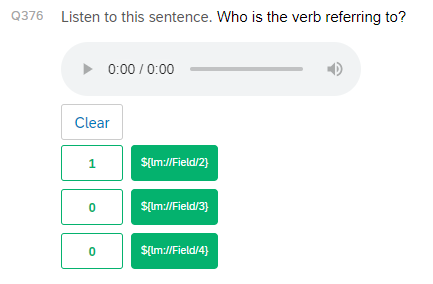 Q376 Listen to this sentence. Who is the verb referring to?
0:00 / 0:00
Clear
1 ${lm://Field/2}
0 ${lm://Field/3}
0 ${lm://Field/4}